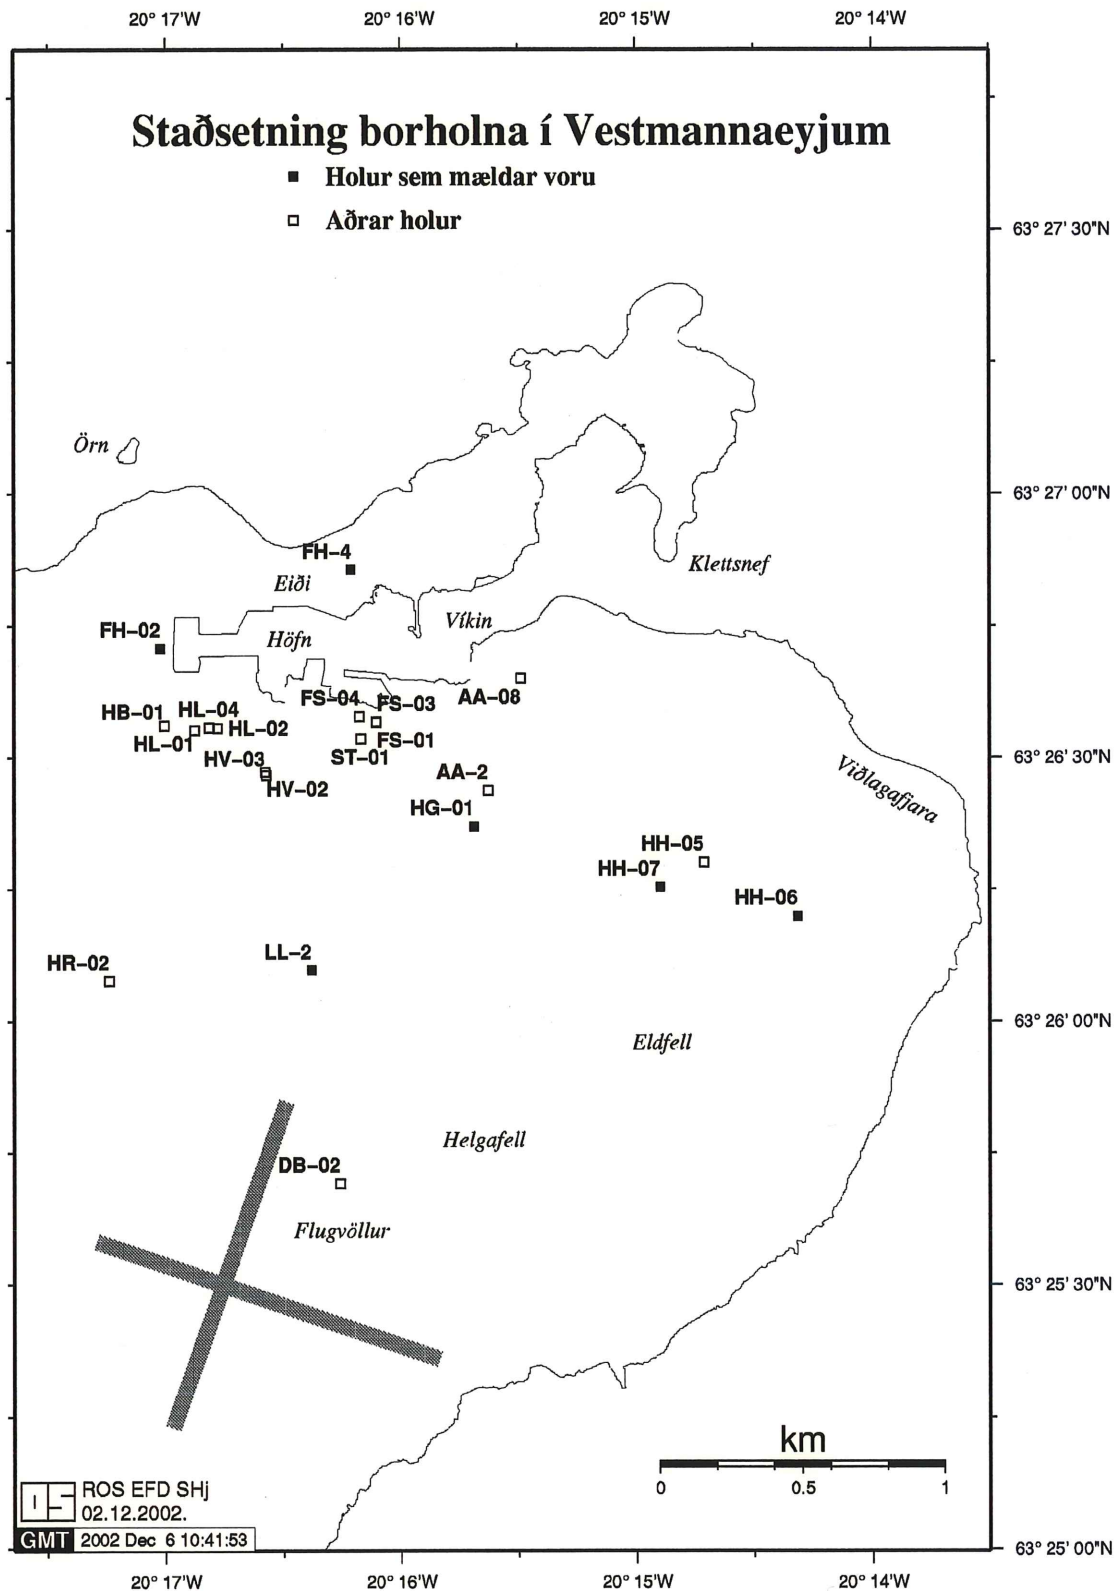 20° 17'W 20° 16'W 20° 15'W 20° 14'W
Staðsetning borholna í Vestmannaeyjum
Holur sem mældar voru
Aðrar holur
63° 27' 30"N
Örn
63° 27' 00"N
FH–4
Klettsnef
Eiði
Víkin
FH–02
Höfn
FS–04
FS–03
AA–08
HB–01
HL–04
HL–02
HL–01
FS–01
ST–01
HV–03
63° 26' 30"N
AA–2
Viðlagafjara
HV–02
HG–01
HH–05
HH–07
HH–06
LL–2
HR–02
63° 26' 00"N
Eldfell
Helgafell
DB–02
Flugvöllur
63° 25' 30"N
km
0 0.5 1
OS
ROS EFD SHj
02.12.2002.
GMT 2002 Dec 6 10:41:53
63° 25' 00"N
20° 17'W 20° 16'W 20° 15'W 20° 14'W